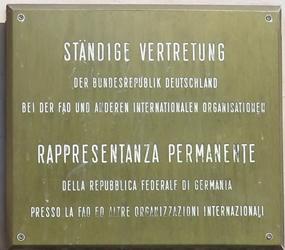 STÄNDIGE VERTRETUNG
DER BUNDESREPUBLIK DEUTSCHLAND
BEI DER FAO UND ANDEREN INTERNATIONALEN ORGANISATIONEN
RAPPRESENTANZA PERMANENTE
DELLA REPUBBLICA FEDERALE DI GERMANIA
PRESSO LA FAO ED ALTRE ORGANIZZAZIONI INTERNAZIONALI